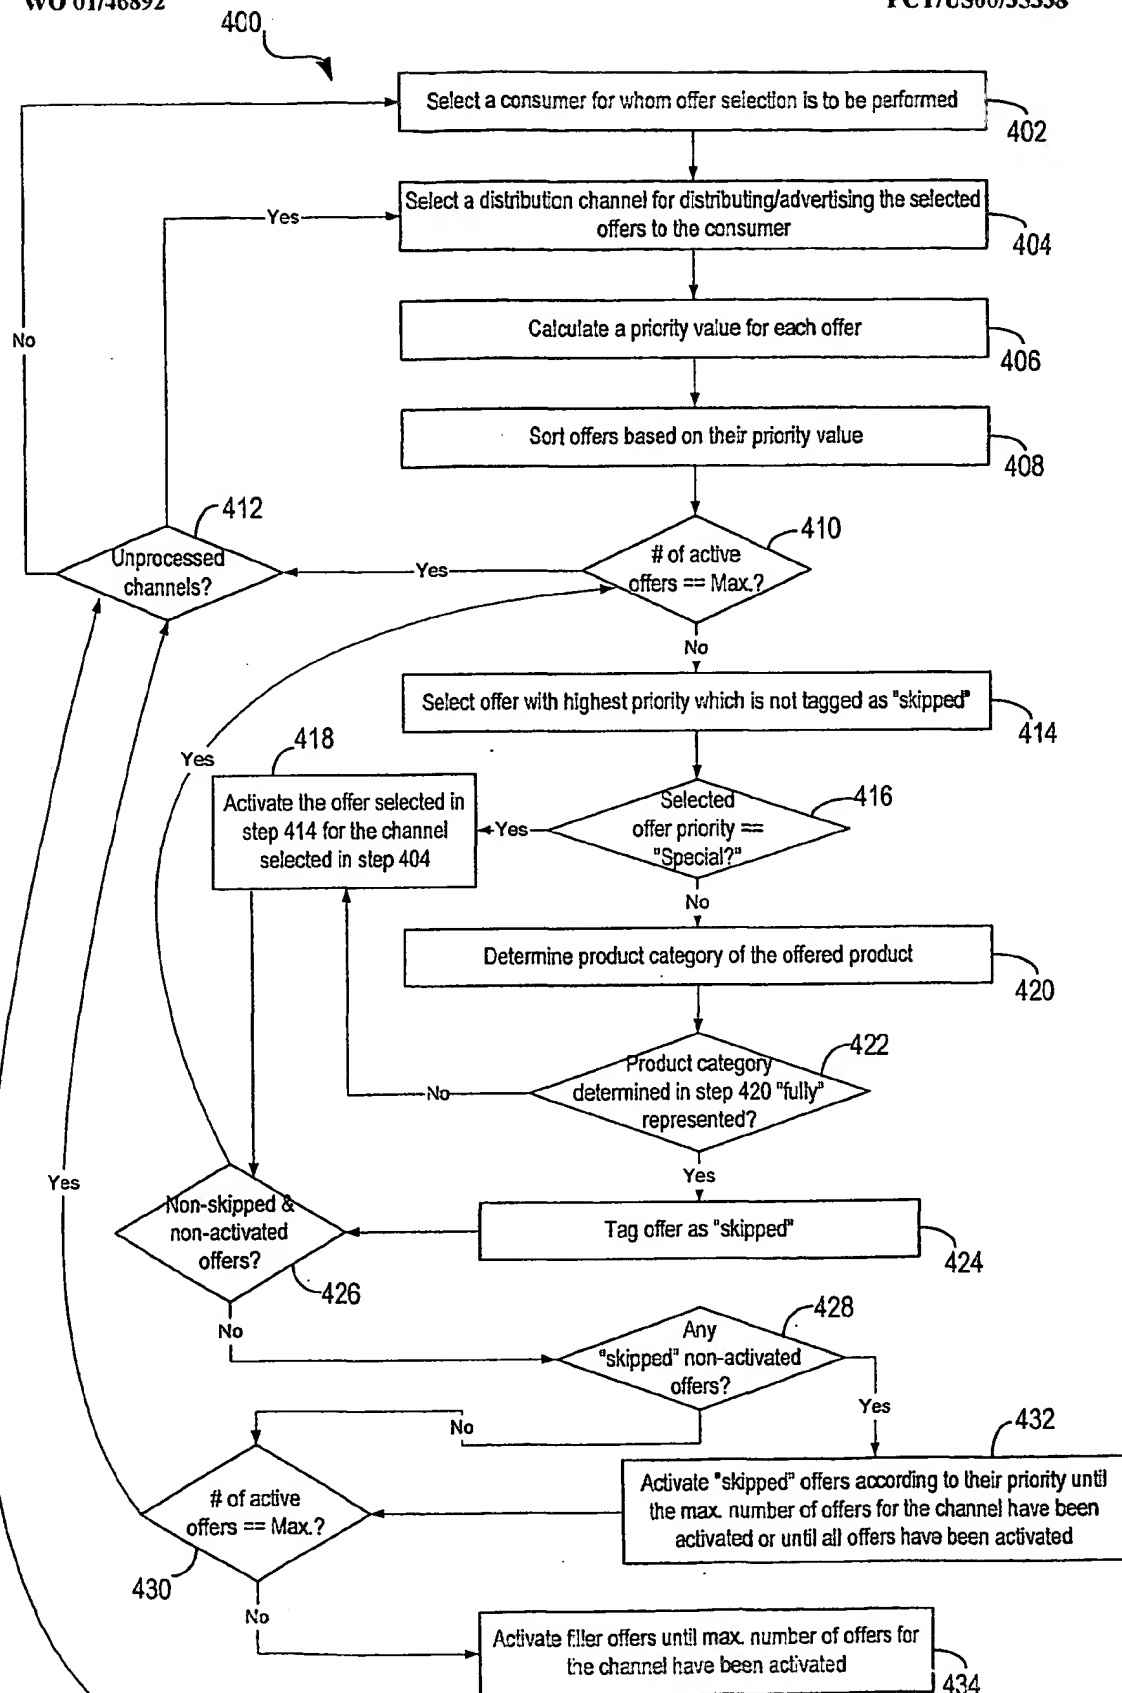 WO 01/46892
PCT/US00/33338
400
Select a consumer for whom offer selection is to be performed
402
Select a distribution channel for distributing/advertising the selected
offers to the consumer
404
Yes
Calculate a priority value for each offer
406
No
Sort offers based on their priority value
408
412
Unprocessed
channels?
Yes
410
# of active
offers == Max.?
No
Select offer with highest priority which is not tagged as "skipped"
414
418
Activate the offer selected in
step 414 for the channel
selected in step 404
Yes
Yes
416
Selected
offer priority ==
"Special?"
No
Determine product category of the offered product
420
422
Product category
determined in step 420 "fully"
represented?
No
Yes
Yes
Non-skipped &
non-activated
offers?
426
Tag offer as "skipped"
424
No
428
Any
"skipped" non-activated
offers?
Yes
No
432
Activate "skipped" offers according to their priority until
the max. number of offers for the channel have been
activated or until all offers have been activated
# of active
offers == Max.?
430
No
Activate filler offers until max. number of offers for
the channel have been activated
434